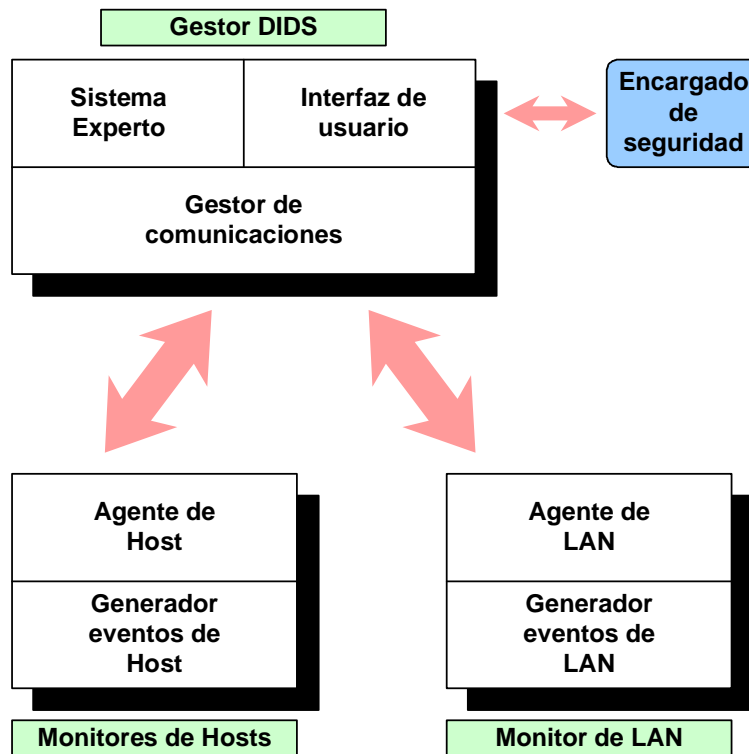 Gestor DIDS
Sistema
Experto
Interfaz de
usuario
Encargado
de
seguridad
Gestor de
comunicaciones
Agente de
Host
Agente de
LAN
Generador
eventos de
Host
Generador
eventos de
LAN
Monitores de Hosts
Monitor de LAN